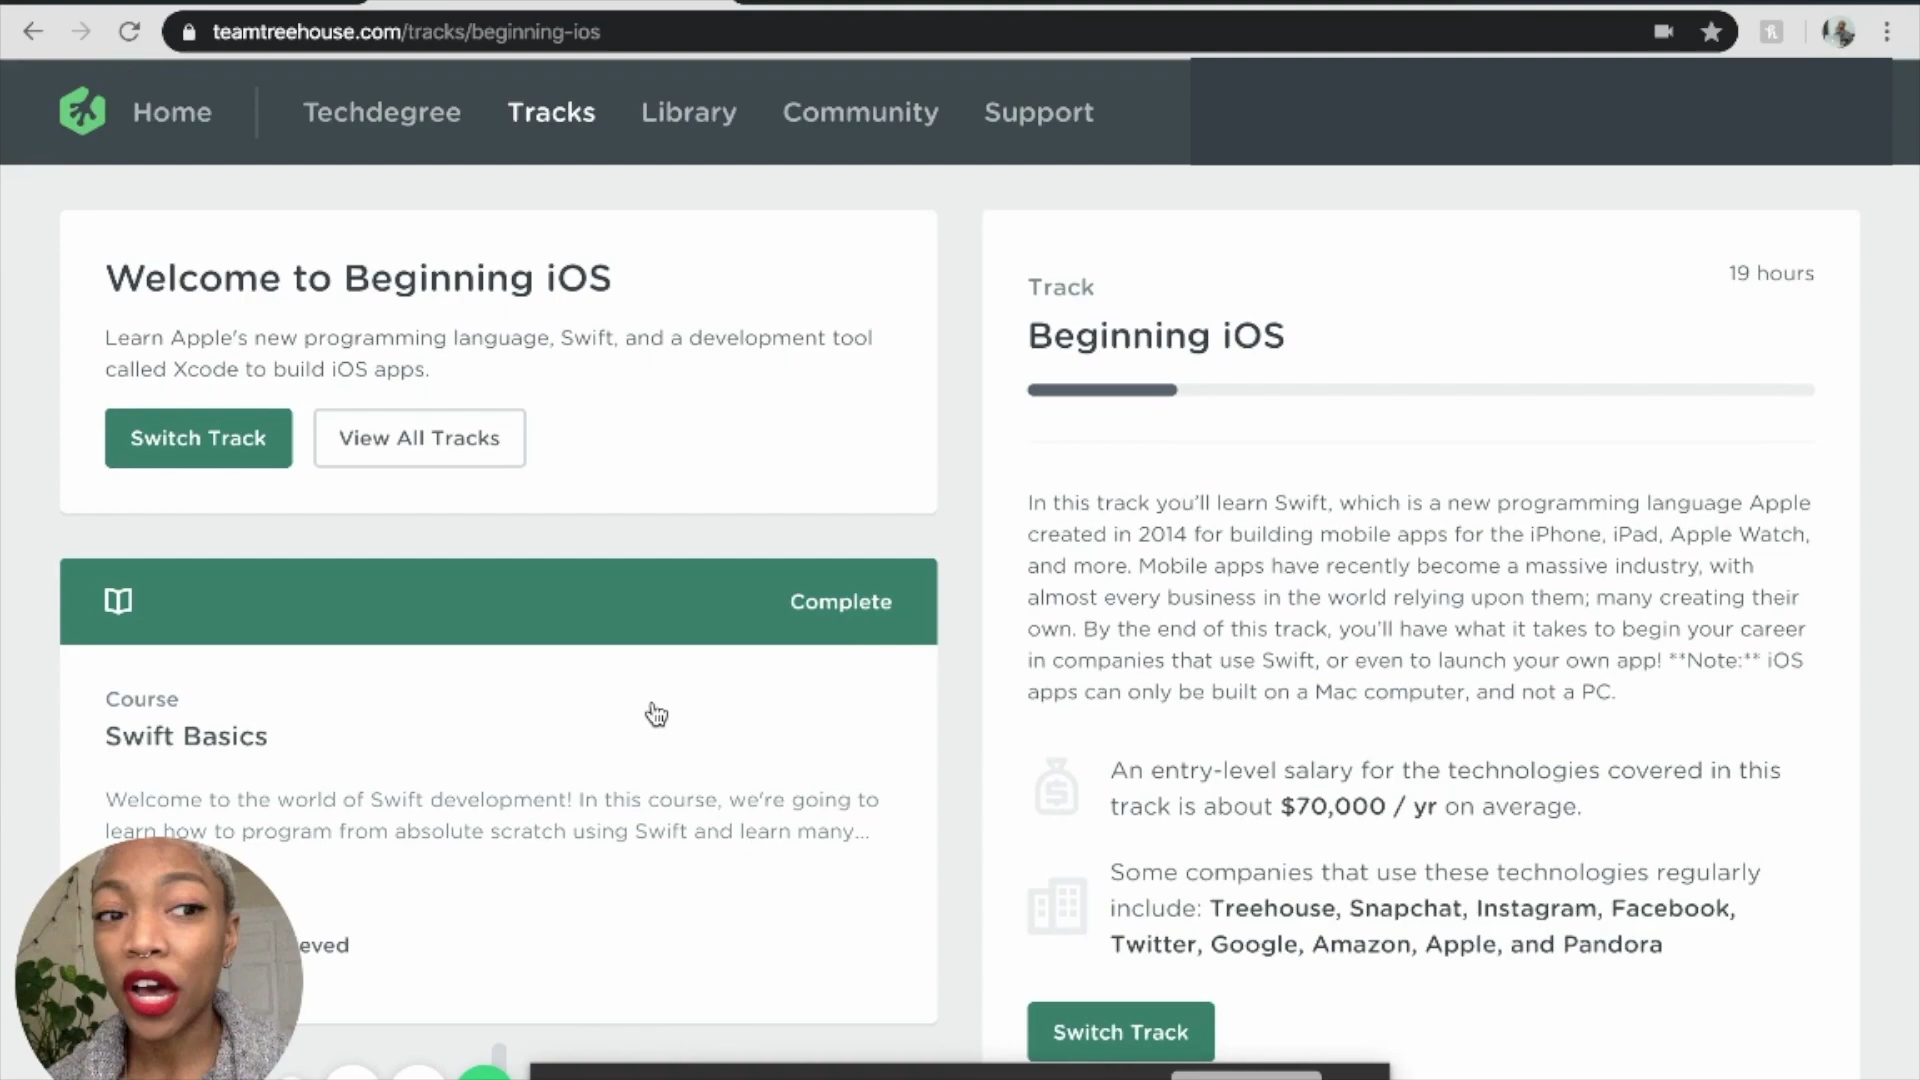 teamtreehouse.com/tracks/beginning-ios
Home
Techdegree
Tracks
Library
Community
Support
Welcome to Beginning iOS
Learn Apple's new programming language, Swift, and a development tool
called Xcode to build iOS apps.
Switch Track
View All Tracks
Complete
Course
Swift Basics
Welcome to the world of Swift development! In this course, we're going to
learn how to program from absolute scratch using Swift and learn many...
eved
Track
19 hours
Beginning iOS
In this track you'll learn Swift, which is a new programming language Apple
created in 2014 for building mobile apps for the iPhone, iPad, Apple Watch,
and more. Mobile apps have recently become a massive industry, with
almost every business in the world relying upon them; many creating their
own. By the end of this track, you'll have what it takes to begin your career
in companies that use Swift, or even to launch your own app! **Note:** iOS
apps can only be built on a Mac computer, and not a PC.
An entry-level salary for the technologies covered in this
track is about $70,000 / yr on average.
Some companies that use these technologies regularly
include: Treehouse, Snapchat, Instagram, Facebook,
Twitter, Google, Amazon, Apple, and Pandora
Switch Track